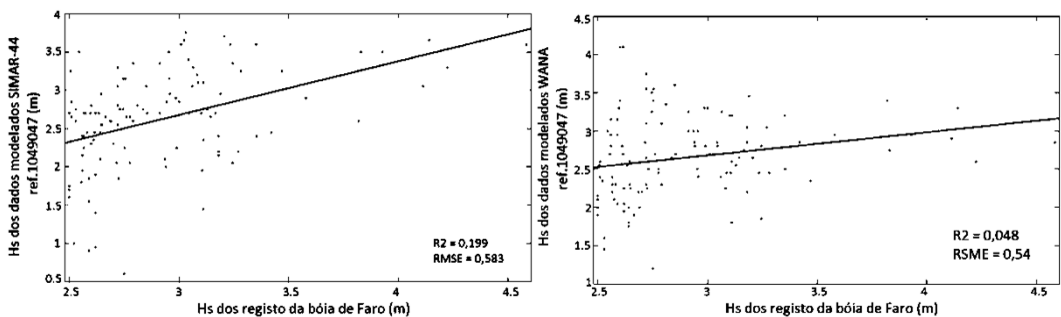 Hs dos dados modelados SIMAR-44
ref.1049047 (m)
4
3.5
3
2.5
2
1.5
1
0.5
2.5
3
3.5
4
4.5
R2 = 0,199
RMSE = 0,583
Hs dos registo da bóia de Faro (m)
Hs dos dados modelados WANA
ref.1049047 (m)
4.5
4
3.5
3
2.5
2
1.5
1
2.5
3
3.5
4
4.5
R2 = 0,048
RSME = 0,54
Hs dos registo da bóia de Faro (m)